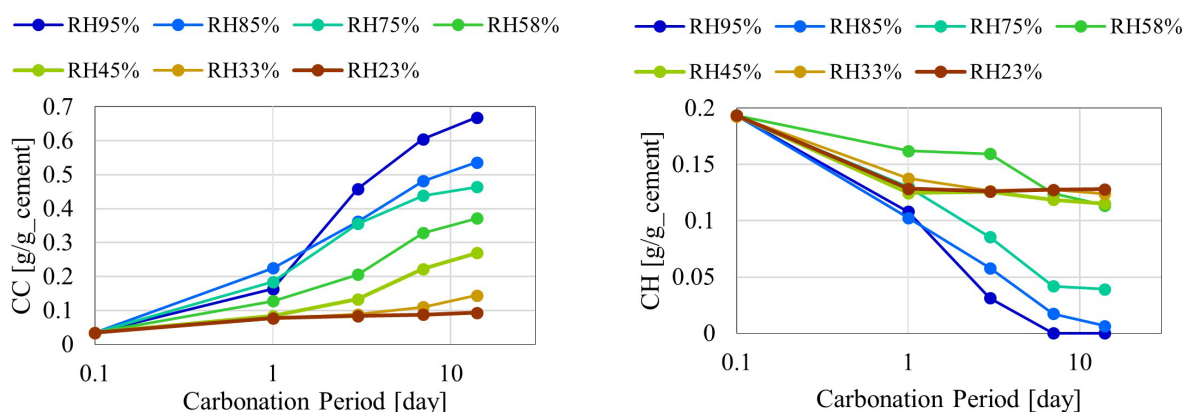 RH95% RH85% RH75% RH58%
RH45% RH33% RH23%
0.7
0.6
0.5
0.4
0.3
0.2
0.1
0
CC [g/g_cement]
0.1 1 10
Carbonation Period [day]
RH95% RH85% RH75% RH58%
RH45% RH33% RH23%
0.2
0.15
0.1
0.05
0
CH [g/g_cement]
0.1 1 10
Carbonation Period [day]